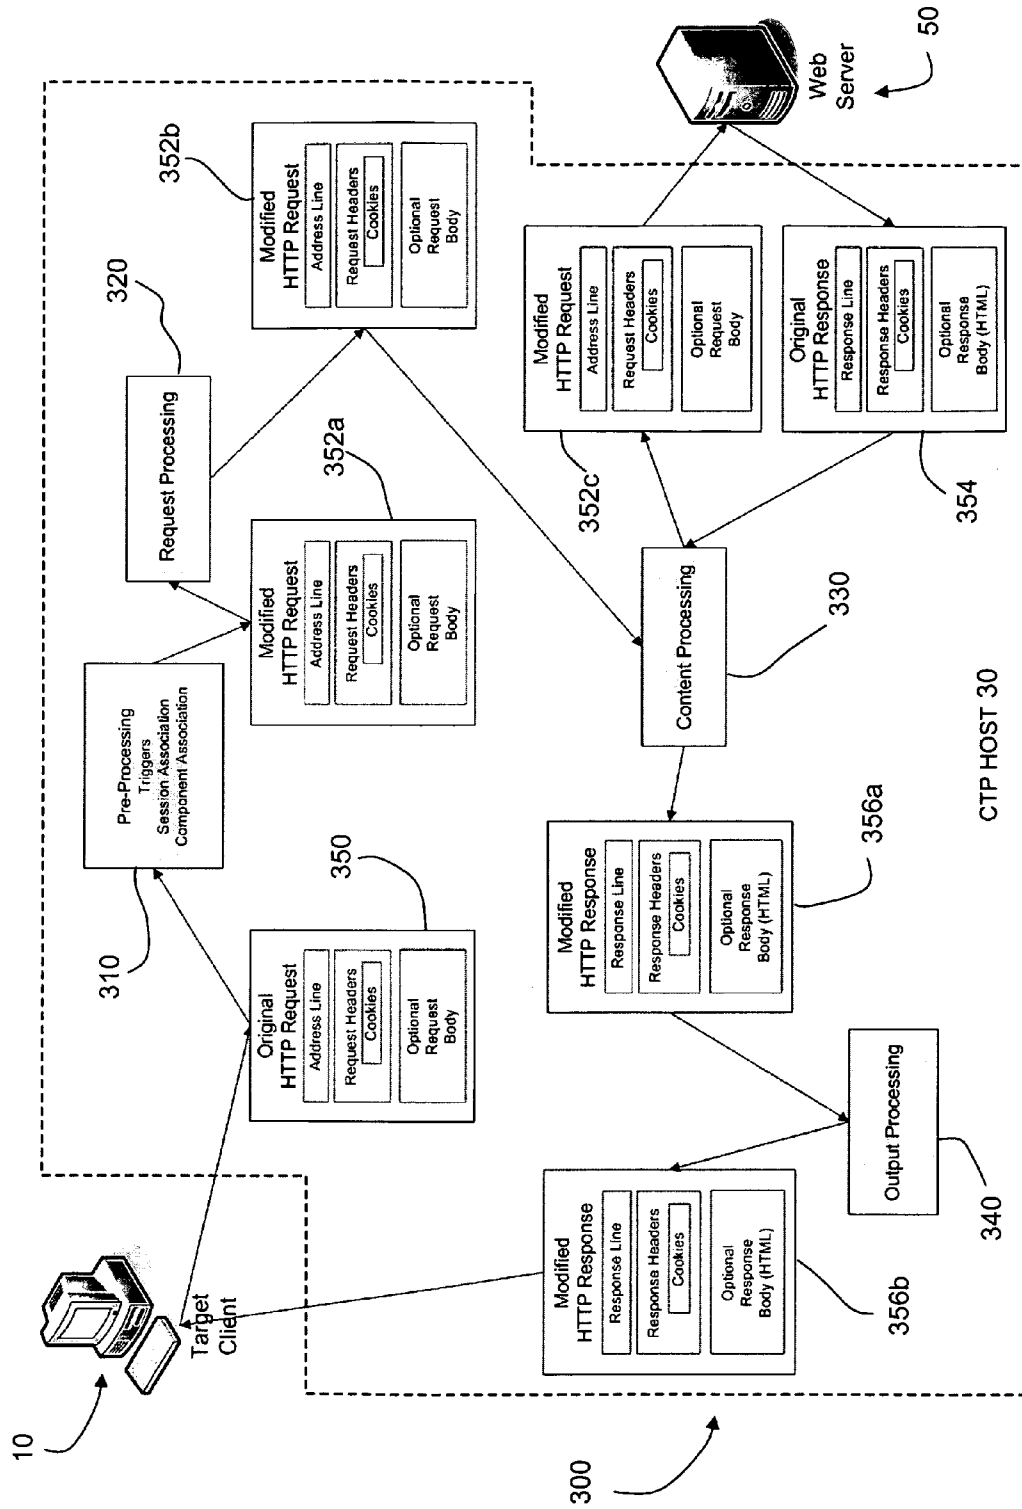 10
Target
Client
300
Original
HTTP Request
Address Line
Request Headers
Cookies
Optional
Request
Body
350
310
Pre-Processing
Triggers
Session Association
Component Association
Modified
HTTP Request
Address Line
Request Headers
Cookies
Optional
Request
Body
352a
Request Processing
320
Modified
HTTP Request
Address Line
Request Headers
Cookies
Optional
Request
Body
352b
Modified
HTTP Request
Address Line
Request Headers
Cookies
Optional
Request
Body
352c
Web
Server
50
Original
HTTP Response
Response Line
Response Headers
Cookies
Optional
Response
Body (HTML)
354
Content Processing
330
Modified
HTTP Response
Response Line
Response Headers
Cookies
Optional
Response
Body (HTML)
356a
Output Processing
340
Modified
HTTP Response
Response Line
Response Headers
Cookies
Optional
Response
Body (HTML)
356b
CTP HOST 30